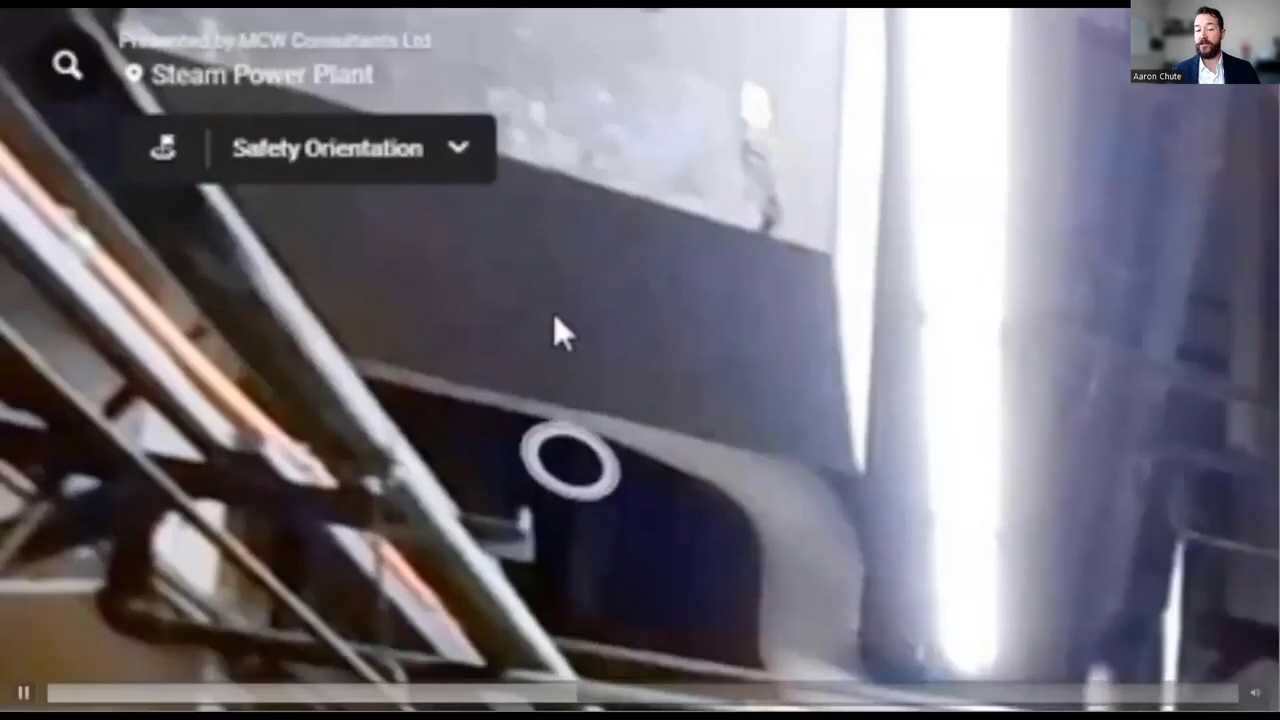 Presented by MCW Consultants Ltd
Steam Power Plant
Safety Orientation
Aaron Chute